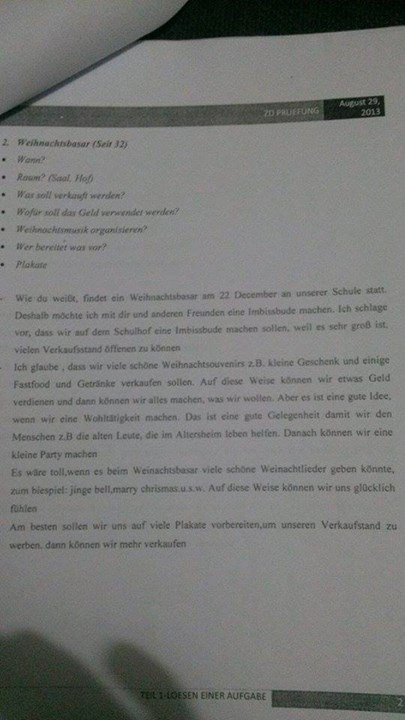 ZD PRUEFUNG
August 29,
2013
2. Weihnachtsbasar (Seit 32)
• Wann?
• Raum? (Saal, Hof)
• Was soll verkauft werden?
• Wofür soll das Geld verwendet werden?
• Weihnachtsmusik organisieren?
• Wer bereitet was vor?
• Plakate
- Wie du weißt, findet ein Weihnachtsbasar am 22 December an unserer Schule statt.
Deshalb möchte ich mit dir und anderen Freunden eine Imbissbude machen. Ich schlage
vor, dass wir auf dem Schulhof eine Imbissbude machen sollen, weil es sehr groß ist,
vielen Verkaufsstand öffenen zu können
- Ich glaube , dass wir viele schöne Weihnachtsouvenirs z.B. kleine Geschenk und einige
Fastfood und Getränke verkaufen sollen. Auf diese Weise können wir etwas Geld
verdienen und dann können wir alles machen, was wir wollen. Aber es ist eine gute Idee,
wenn wir eine Wohltätigkeit machen. Das ist eine gute Gelegenheit damit wir den
Menschen z.B die alten Leute, die im Altersheim leben helfen. Danach können wir eine
kleine Party machen
Es wäre toll,wenn es beim Weinachtsbasar viele schöne Weinachtlieder geben könnte,
zum biespiel: jinge bell,marry chrismas.u.s.w. Auf diese Weise können wir uns glücklich
fühlen
Am besten sollen wir uns auf viele Plakate vorbereiten,um unseren Verkaufstand zu
werben. dann können wir mehr verkaufen
TEIL 1-LOESEN EINER AUFGABE
2